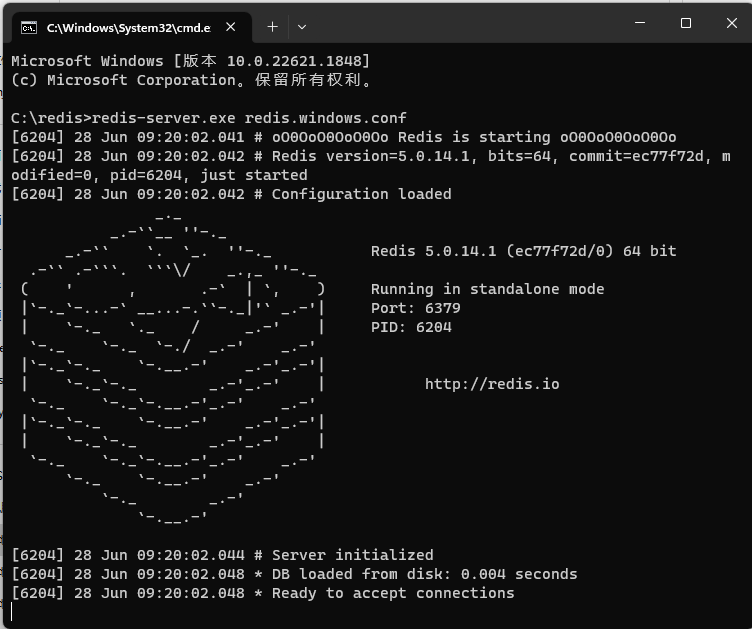 C:\Windows\System32\cmd.e
Microsoft Windows [版本 10.0.22621.1848]
(c) Microsoft Corporation。保留所有权利。
C:\redis>redis-server.exe redis.windows.conf
[6204] 28 Jun 09:20:02.041 # oO0OoO0OoO0Oo Redis is starting oO0OoO0OoO0Oo
[6204] 28 Jun 09:20:02.042 # Redis version=5.0.14.1, bits=64, commit=ec77f72d, m
odified=0, pid=6204, just started
[6204] 28 Jun 09:20:02.042 # Configuration loaded
Redis 5.0.14.1 (ec77f72d/0) 64 bit
Running in standalone mode
Port: 6379
PID: 6204
http://redis.io
[6204] 28 Jun 09:20:02.044 # Server initialized
[6204] 28 Jun 09:20:02.048 * DB loaded from disk: 0.004 seconds
[6204] 28 Jun 09:20:02.048 * Ready to accept connections